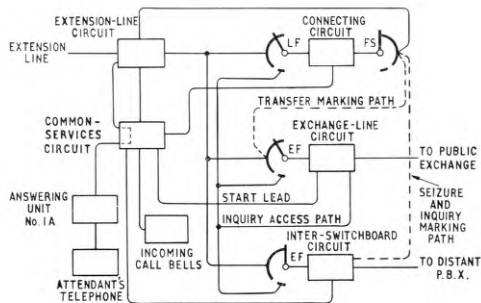 EXTENSION-LINE
CIRCUIT
CONNECTING
CIRCUIT
EXTENSION
LINE
LF
FS
TRANSFER MARKING PATH
COMMON-
SERVICES
CIRCUIT
EXCHANGE-LINE
CIRCUIT
EF
TO PUBLIC
EXCHANGE
START LEAD
SEIZURE
AND
INQUIRY
MARKING
PATH
ANSWERING
UNIT
No. 1A
INQUIRY ACCESS PATH
INTER-SWITCHBOARD
CIRCUIT
INCOMING
CALL BELLS
EF
ATTENDANT'S
TELEPHONE
TO DISTANT
P.B.X.